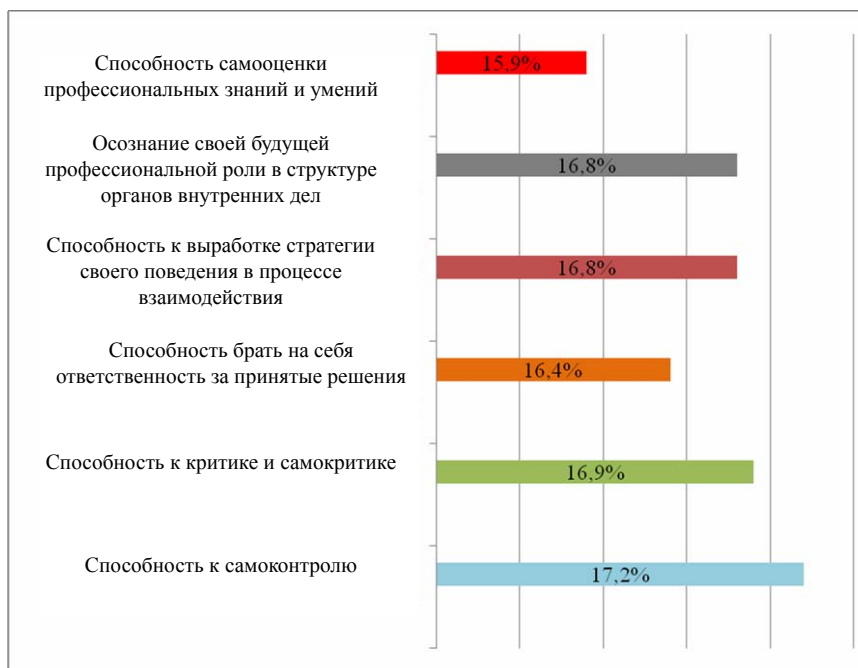 Способность самооценки
профессиональных знаний и умений
15,9%
Осознание своей будущей
профессиональной роли в структуре
органов внутренних дел
16,8%
Способность к выработке стратегии
своего поведения в процессе
взаимодействия
16,8%
Способность брать на себя
ответственность за принятые решения
16,4%
Способность к критике и самокритике
16,9%
Способность к самоконтролю
17,2%